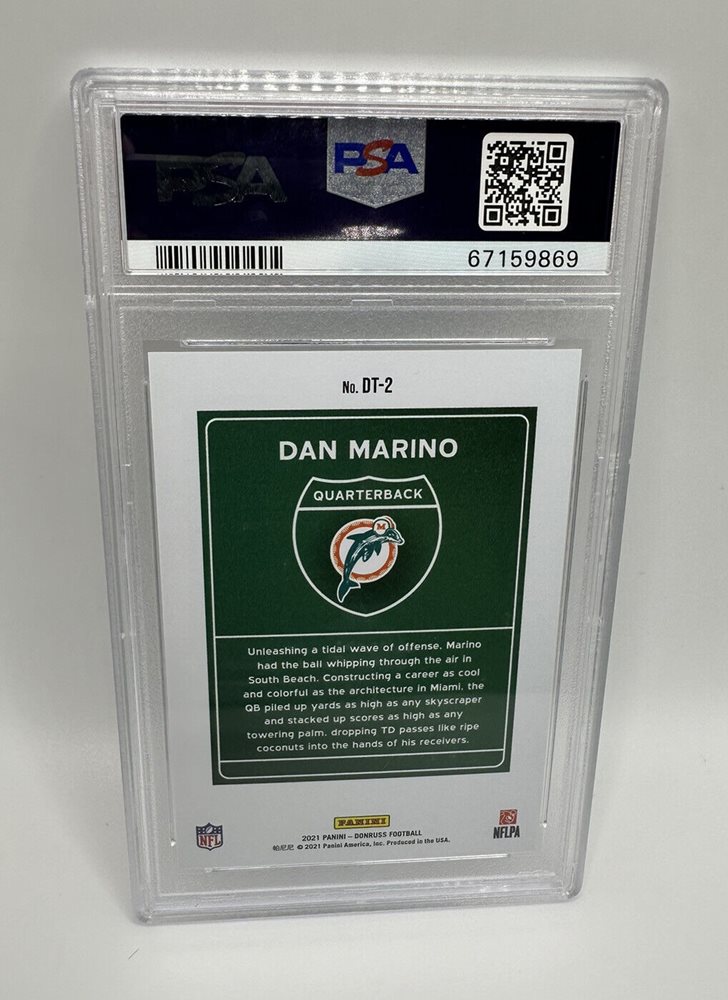 PSA
PSA
67159869
No. DT-2
DAN MARINO
QUARTERBACK
M
Unleashing a tidal wave of offense. Marino
had the ball whipping through the air in
South Beach. Constructing a career as cool
and colorful as the architecture in Miami. the
QB piled up yards as high as any skyscraper
and stacked up scores as high as any
towering palm. dropping TD passes like ripe
coconuts into the hands of his receivers.
PANINI
2021 PANINI – DONRUSS FOOTBALL
帕尼尼 © 2021 Panini America, Inc. Produced in the USA.
NFL
NFLPA